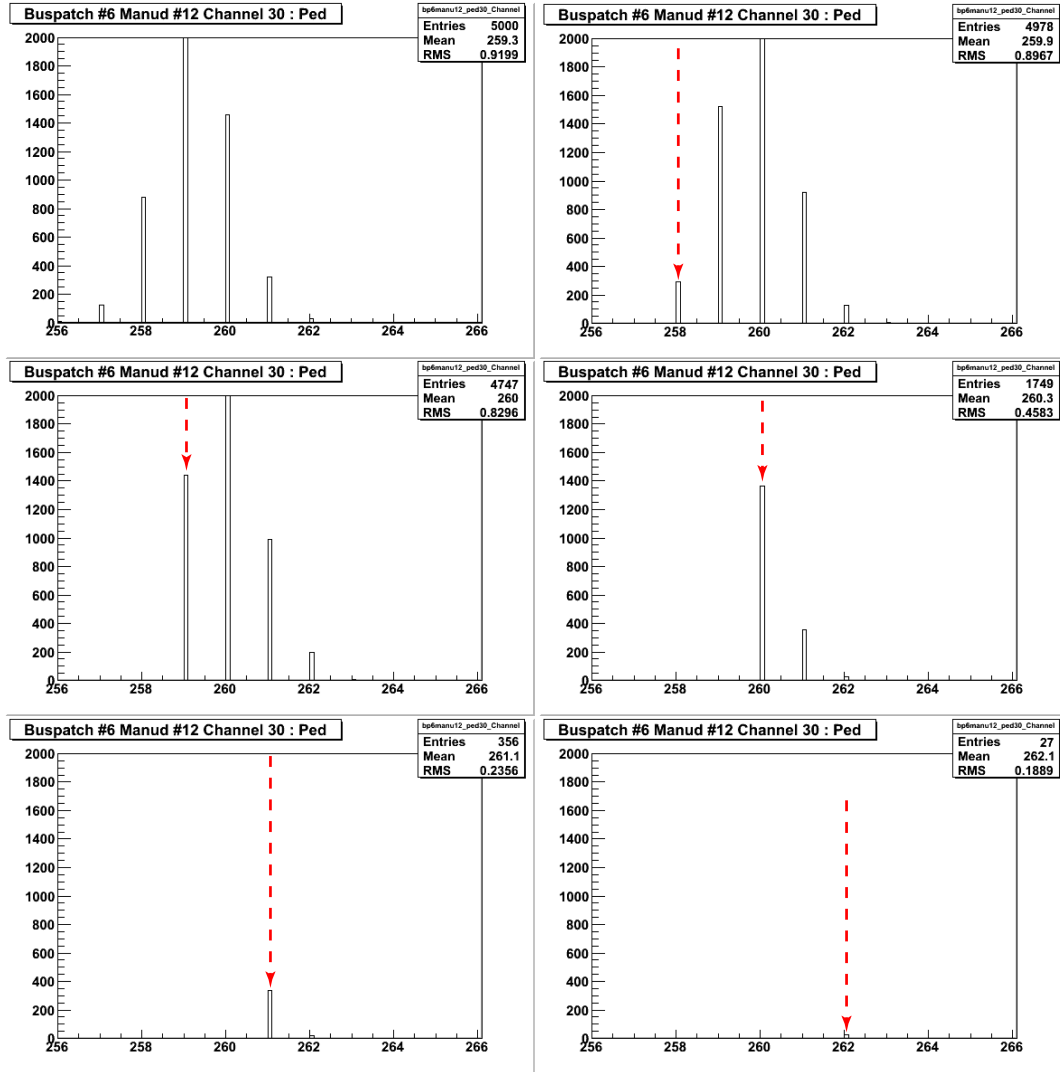 Buspatch #6 Manud #12 Channel 30 : Ped
bp6manu12_ped30_Channel
Entries 5000
Mean 259.3
RMS 0.9199
2000
1800
1600
1400
1200
1000
800
600
400
200
0
256 258 260 262 264 266
Buspatch #6 Manud #12 Channel 30 : Ped
bp6manu12_ped30_Channel
Entries 4978
Mean 259.9
RMS 0.8967
2000
1800
1600
1400
1200
1000
800
600
400
200
0
256 258 260 262 264 266
Buspatch #6 Manud #12 Channel 30 : Ped
bp6manu12_ped30_Channel
Entries 4747
Mean 260
RMS 0.8296
2000
1800
1600
1400
1200
1000
800
600
400
200
0
256 258 260 262 264 266
Buspatch #6 Manud #12 Channel 30 : Ped
bp6manu12_ped30_Channel
Entries 1749
Mean 260.3
RMS 0.4583
2000
1800
1600
1400
1200
1000
800
600
400
200
0
256 258 260 262 264 266
Buspatch #6 Manud #12 Channel 30 : Ped
bp6manu12_ped30_Channel
Entries 356
Mean 261.1
RMS 0.2356
2000
1800
1600
1400
1200
1000
800
600
400
200
0
256 258 260 262 264 266
Buspatch #6 Manud #12 Channel 30 : Ped
bp6manu12_ped30_Channel
Entries 27
Mean 262.1
RMS 0.1889
2000
1800
1600
1400
1200
1000
800
600
400
200
0
256 258 260 262 264 266